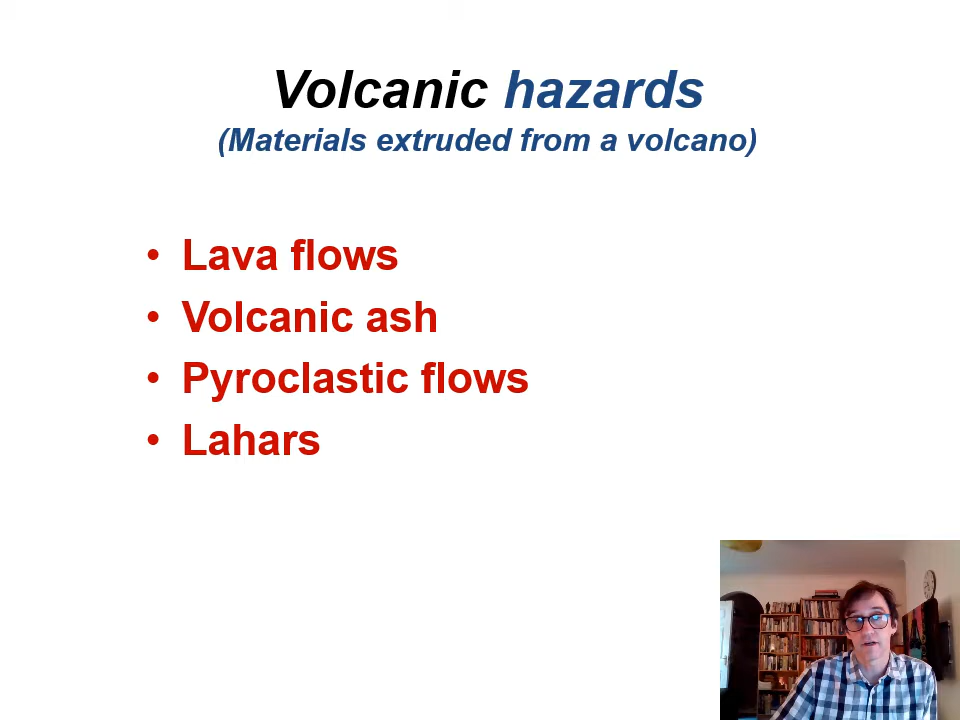 Volcanic hazards
(Materials extruded from a volcano)
• Lava flows
• Volcanic ash
• Pyroclastic flows
• Lahars